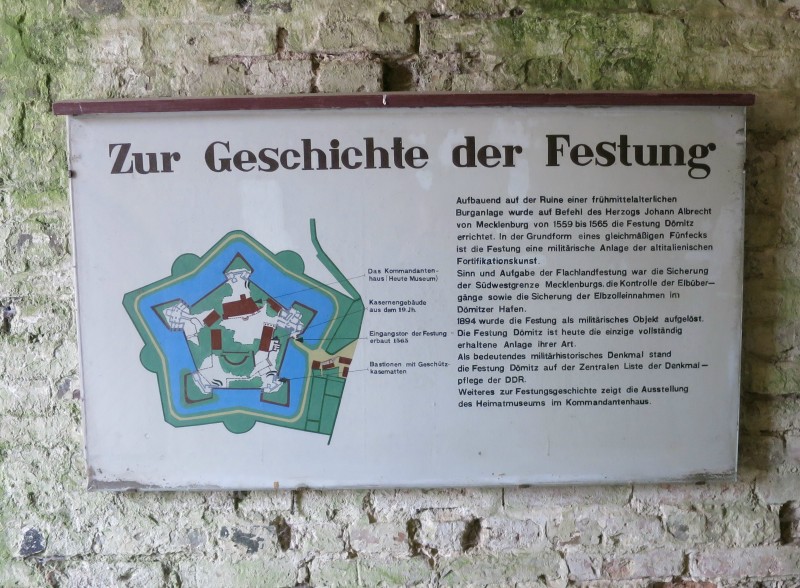 Zur Geschichte der Festung
Das Kommandanten-
haus (Heute Museum)
Kasernengebäude
aus dem 19 Jh.
Eingangstor der Festung
erbaut 1565
Bastionen mit Geschütz-
kasematten
Aufbauend auf der Ruine einer frühmittelalterlichen
Burganlage wurde auf Befehl des Herzogs Johann Albrecht
von Mecklenburg von 1559 bis 1565 die Festung Dömitz
errichtet. In der Grundform eines gleichmäßigen Fünfecks
ist die Festung eine militärische Anlage der altitalienischen
Fortifikationskunst.
Sinn und Aufgabe der Flachlandfestung war die Sicherung
der Südwestgrenze Mecklenburgs, die Kontrolle der Elbüber-
gänge sowie die Sicherung der Elbzolleinnahmen im
Dömitzer Hafen.
1894 wurde die Festung als militärisches Objekt aufgelöst.
Die Festung Dömitz ist heute die einzige vollständig
erhaltene Anlage ihrer Art.
Als bedeutendes militärhistorisches Denkmal stand
die Festung Dömitz auf der Zentralen Liste der Denkmal-
pflege der DDR.
Weiteres zur Festungsgeschichte zeigt die Ausstellung
des Heimatmuseums im Kommandantenhaus.